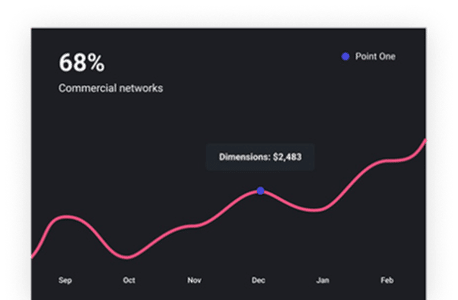 68%
Commercial networks
Point One
Dimensions: $2,483
Sep Oct Nov Dec Jan Feb